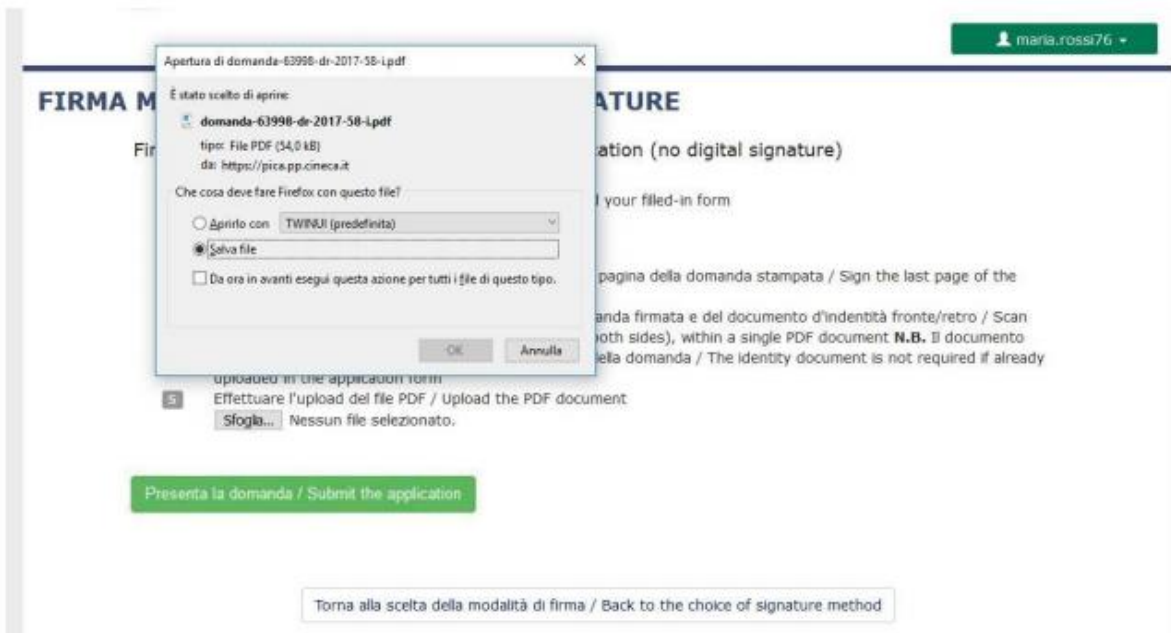 maria.rossi76
Apertura di domanda-63998-dr-2017-58-i.pdf
È stato scelto di aprire:
domanda-63998-dr-2017-58-i.pdf
tipo: File PDF (54,0 kB)
da: https://pica.pp.cineca.it
Che cosa deve fare Firefox con questo file?
Aprirlo con TWINUI (predefinita)
Salva file
Da ora in avanti esegui questa azione per tutti i file di questo tipo.
OK Annulla
FIRMA M ATURE
Fir ation (no digital signature)
your filled-in form
pagina della domanda stampata / Sign the last page of the
anda firmata e del documento d'indentità fronte/retro / Scan
both sides), within a single PDF document N.B. Il documento
ella domanda / The identity document is not required if already
uploaded in the application form
5 Effettuare l'upload del file PDF / Upload the PDF document
Sfoglia... Nessun file selezionato.
Presenta la domanda / Submit the application
Torna alla scelta della modalità di firma / Back to the choice of signature method